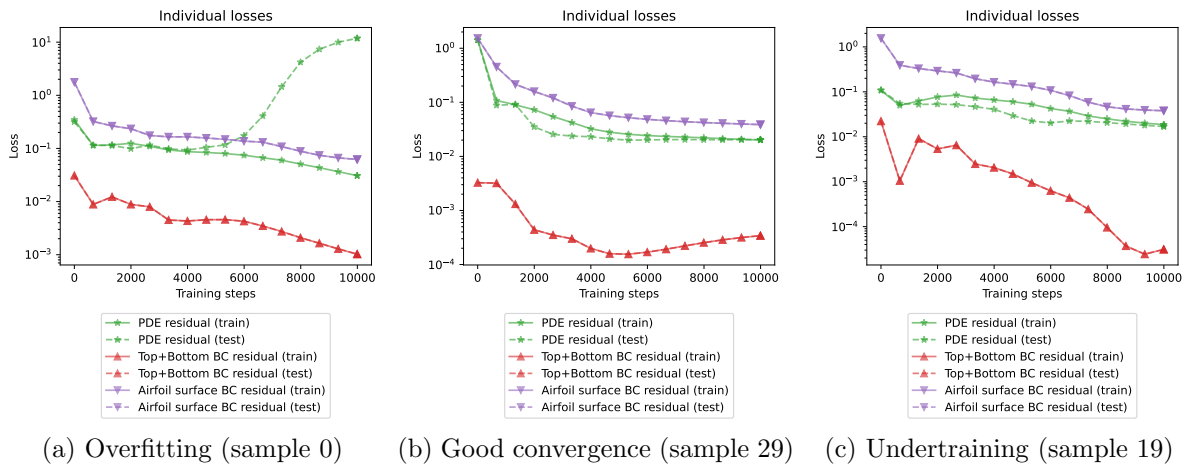 Individual losses
10¹
10⁰
10⁻¹
10⁻²
10⁻³
Loss
0 2000 4000 6000 8000 10000
Training steps
PDE residual (train)
PDE residual (test)
Top+Bottom BC residual (train)
Top+Bottom BC residual (test)
Airfoil surface BC residual (train)
Airfoil surface BC residual (test)
(a) Overfitting (sample 0)
Individual losses
10⁰
10⁻¹
10⁻²
10⁻³
10⁻⁴
Loss
0 2000 4000 6000 8000 10000
Training steps
PDE residual (train)
PDE residual (test)
Top+Bottom BC residual (train)
Top+Bottom BC residual (test)
Airfoil surface BC residual (train)
Airfoil surface BC residual (test)
(b) Good convergence (sample 29)
Individual losses
10⁰
10⁻¹
10⁻²
10⁻³
10⁻⁴
Loss
0 2000 4000 6000 8000 10000
Training steps
PDE residual (train)
PDE residual (test)
Top+Bottom BC residual (train)
Top+Bottom BC residual (test)
Airfoil surface BC residual (train)
Airfoil surface BC residual (test)
(c) Undertraining (sample 19)